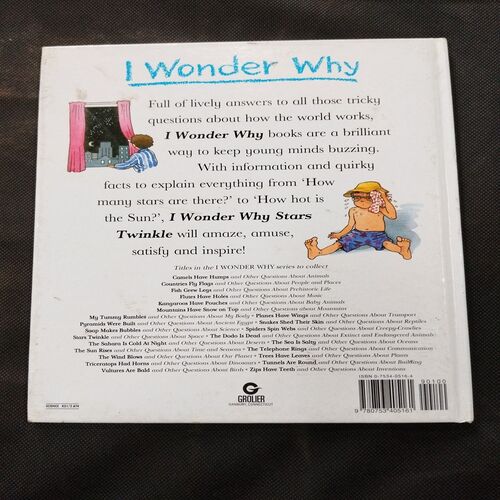 I Wonder Why
Full of lively answers to all those tricky
questions about how the world works,
I Wonder Why books are a brilliant
way to keep young minds buzzing.
With information and quirky
facts to explain everything from ‘How
many stars are there?’ to ‘How hot is
the Sun?’, I Wonder Why Stars
Twinkle will amaze, amuse,
satisfy and inspire!
Titles in the I WONDER WHY series to collect
Camels Have Humps and Other Questions About Animals
Countries Fly Flags and Other Questions About People and Places
Fish Grew Legs and Other Questions About Prehistoric Life
Flutes Have Holes and Other Questions About Music
Kangaroos Have Pouches and Other Questions About Baby Animals
Mountains Have Snow on Top and Other Questions about Mountains
My Tummy Rumbles and Other Questions About My Body • Planes Have Wings and Other Questions About Transport
Pyramids Were Built and Other Questions About Ancient Egypt • Snakes Shed Their Skin and Other Questions About Reptiles
Soap Makes Bubbles and Other Questions About Science • Spiders Spin Webs and Other Questions About Creepy-Crawlies
Stars Twinkle and Other Questions About Space • The Dodo Is Dead and Other Questions About Extinct and Endangered Animals
The Sahara Is Cold At Night and Other Questions About Deserts • The Sea Is Salty and Other Questions About Oceans
The Sun Rises and Other Questions About Time and Seasons • The Telephone Rings and Other Questions About Communication
The Wind Blows and Other Questions About Our Planet • Trees Have Leaves and Other Questions About Plants
Triceratops Had Horns and Other Questions About Dinosaurs • Tunnels Are Round and Other Questions About Building
Vultures Are Bald and Other Questions About Birds • Zips Have Teeth and Other Questions About Inventions
ISBN 0-7534-0516-4
90100
9 780753 405161
G
GROLIER
DANBURY, CONNECTICUT